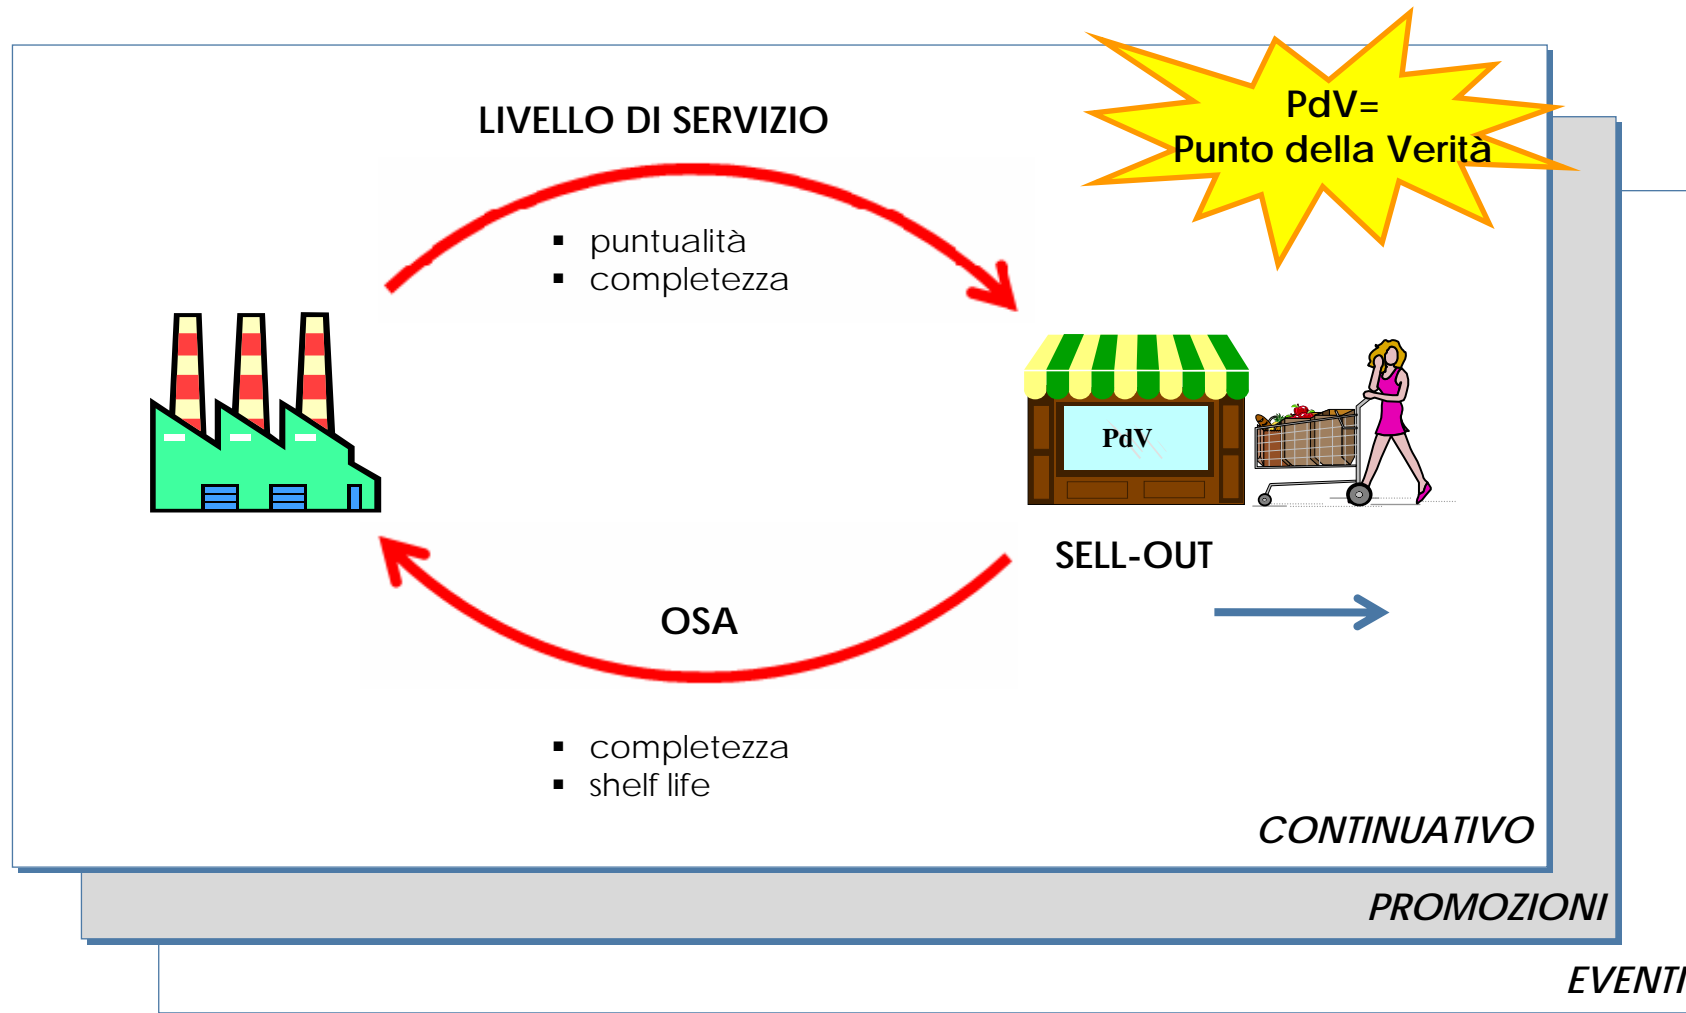 PdV=
Punto della Verità
LIVELLO DI SERVIZIO
▪ puntualità
▪ completezza
PdV
SELL-OUT
OSA
▪ completezza
▪ shelf life
CONTINUATIVO
PROMOZIONI
EVENTI